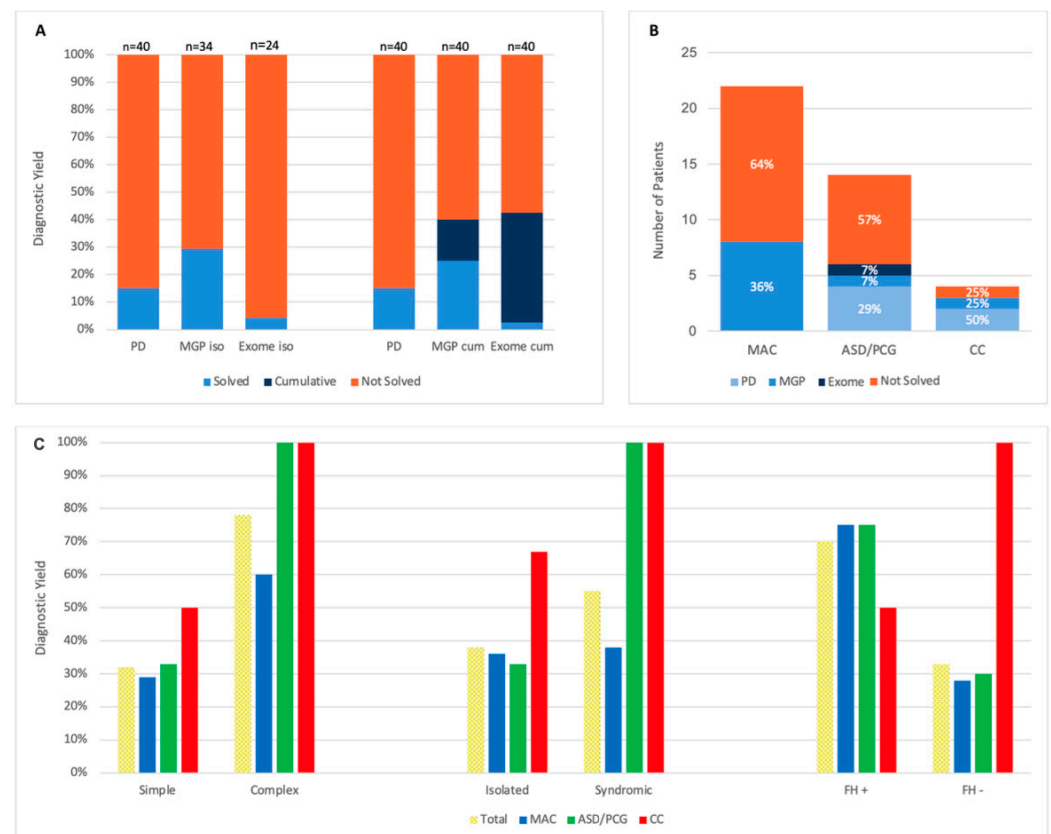 A
n=40 n=34 n=24 n=40 n=40 n=40
100%
90%
80%
70%
60%
50%
40%
30%
20%
10%
0%
Diagnostic Yield
PD MGP iso Exome iso PD MGP cum Exome cum
Solved Cumulative Not Solved
B
25
20
15
10
5
0
Number of Patients
64%
36%
57%
7%
7%
29%
25%
25%
50%
MAC ASD/PCG CC
PD MGP Exome Not Solved
C
100%
90%
80%
70%
60%
50%
40%
30%
20%
10%
0%
Diagnostic Yield
Simple Complex Isolated Syndromic FH + FH -
Total MAC ASD/PCG CC